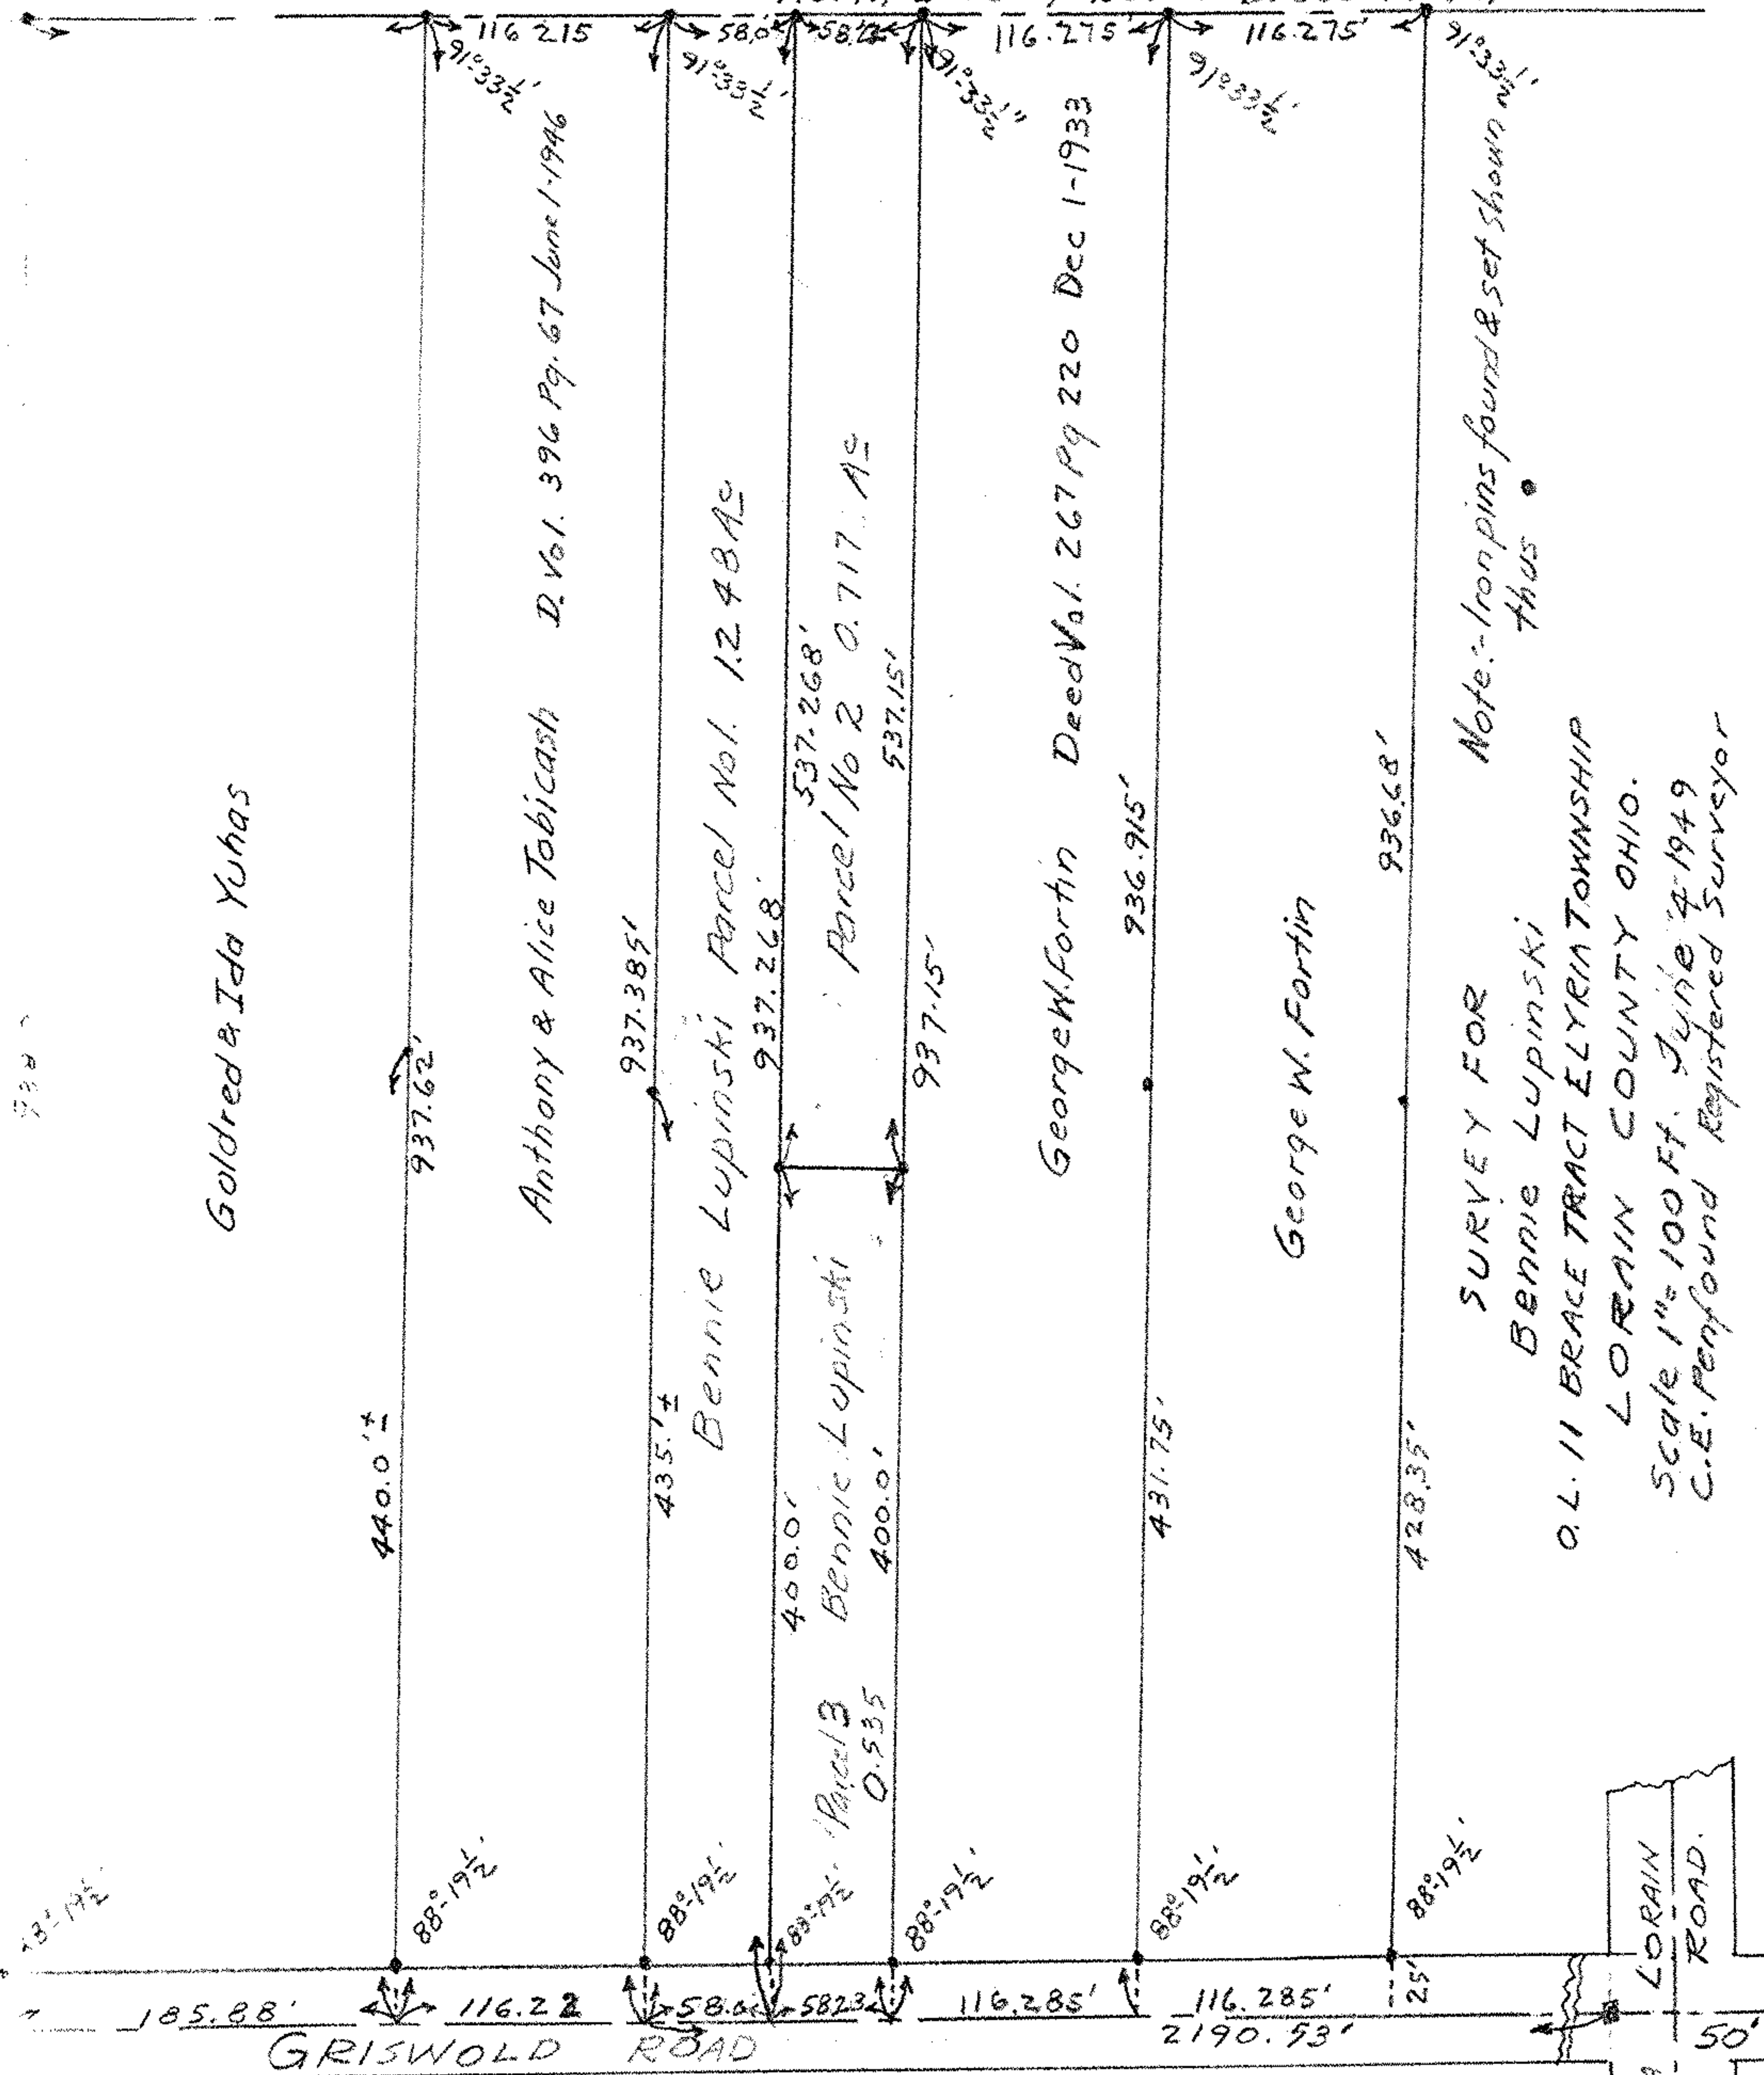 116.215
58.0'
58.23
116.275'
116.275'
91°33½'
91°33½'
91°33½'"
91°33½'
91°33½'
Goldred & Ida Yuhas
937.62'
440.0'±
Anthony & Alice Tobicash D. Vol. 396 Pg. 67 June 1-1946
937.385'
435.'±
Bennie Lupinski Parcel No1. 1.248 Ac
937.268'
537.268'
400.0'
Parcel No 2 0.717 Ac
537.15'
937.15'
Parcel 3 Bennie Lupinski
0.535
400.0'
George W. Fortin Deed Vol. 267 Pg 220 Dec 1-1933
936.915'
431.75'
George W. Fortin
936.68'
428.35'
Note:- Iron pins found & set shown
thus
SURVEY FOR
Bennie Lupinski
O.L. 11 BRACE TRACT ELYRIA TOWNSHIP
LORAIN COUNTY OHIO.
Scale 1"= 100 Ft. June 4-1949
C.E. Penfound Registered Surveyor
88°-19½'
88°-19½'
88°-19½'
88°-19½'
88°-19½'
88°-19½'
185.88'
116.22
58.0
58.23
116.285'
116.285'
25'
2190.53'
GRISWOLD ROAD
LORAIN
ROAD.
50'